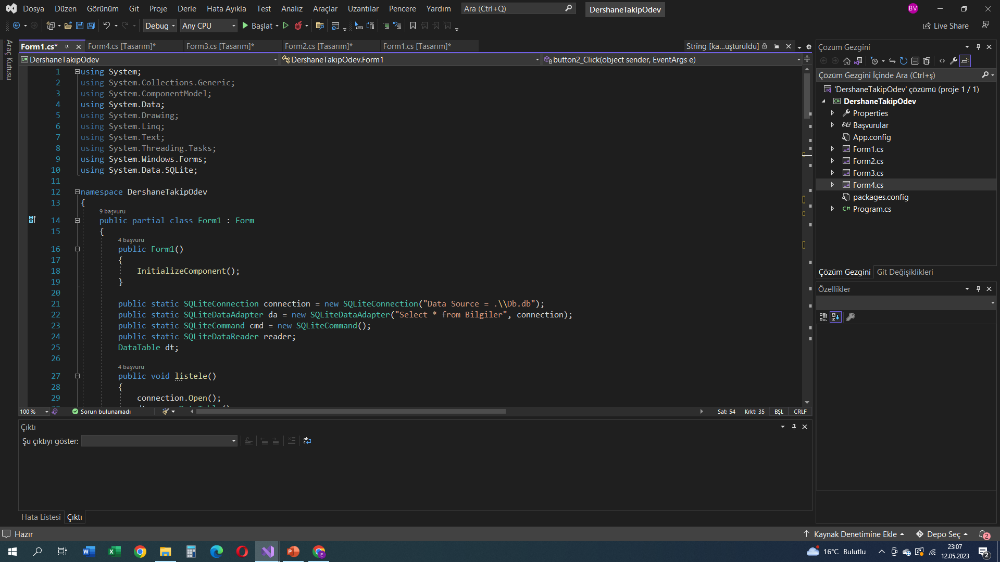 Dosya Düzen Görünüm Git Proje Derle Hata Ayıkla Test Analiz Araçlar Uzantılar Pencere Yardım Ara (Ctrl+Q) DershaneTakipOdev BV
Debug Any CPU Başlat Live Share
Araç Kutusu
Form1.cs* Form4.cs [Tasarım]* Form3.cs [Tasarım]* Form2.cs [Tasarım]* Form1.cs [Tasarım]* String [ka...üştürüldü]
DershaneTakipOdev DershaneTakipOdev.Form1 button2_Click(object sender, EventArgs e)
1 using System;
2 using System.Collections.Generic;
3 using System.ComponentModel;
4 using System.Data;
5 using System.Drawing;
6 using System.Linq;
7 using System.Text;
8 using System.Threading.Tasks;
9 using System.Windows.Forms;
10 using System.Data.SQLite;
11
12 namespace DershaneTakipOdev
13 {
9 başvuru
14 public partial class Form1 : Form
15 {
4 başvuru
16 public Form1()
17 {
18 InitializeComponent();
19 }
20
21 public static SQLiteConnection connection = new SQLiteConnection("Data Source = .\\Db.db");
22 public static SQLiteDataAdapter da = new SQLiteDataAdapter("Select * from Bilgiler", connection);
23 public static SQLiteCommand cmd = new SQLiteCommand();
24 public static SQLiteDataReader reader;
25 DataTable dt;
26
4 başvuru
27 public void listele()
28 {
29 connection.Open();
100 % Sorun bulunamadı Sat: 54 Krkt: 35 BŞL CRLF
Çıktı
Şu çıktıyı göster:
Hata Listesi Çıktı
Çözüm Gezgini
Çözüm Gezgini İçinde Ara (Ctrl+ş)
'DershaneTakipOdev' çözümü (proje 1 / 1)
DershaneTakipOdev
Properties
Başvurular
App.config
Form1.cs
Form2.cs
Form3.cs
Form4.cs
packages.config
Program.cs
Çözüm Gezgini Git Değişiklikleri
Özellikler
Hazır Kaynak Denetimine Ekle Depo Seç 2
16°C Bulutlu 23:07
12.05.2023 2